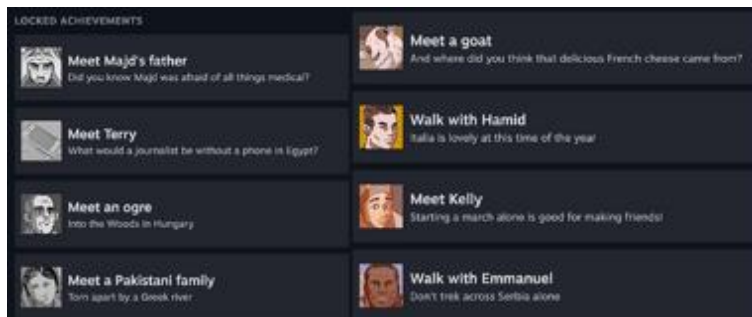 LOCKED ACHIEVEMENTS
Meet Majd's father
Did you know Majd was afraid of all things medical?
Meet Terry
What would a journalist be without a phone in Egypt?
Meet an ogre
Into the Woods in Hungary
Meet a Pakistani family
Torn apart by a Greek river
Meet a goat
And where did you think that delicious French cheese came from?
Walk with Hamid
Italia is lovely at this time of the year
Meet Kelly
Starting a march alone is good for making friends!
Walk with Emmanuel
Don't trek across Serbia alone